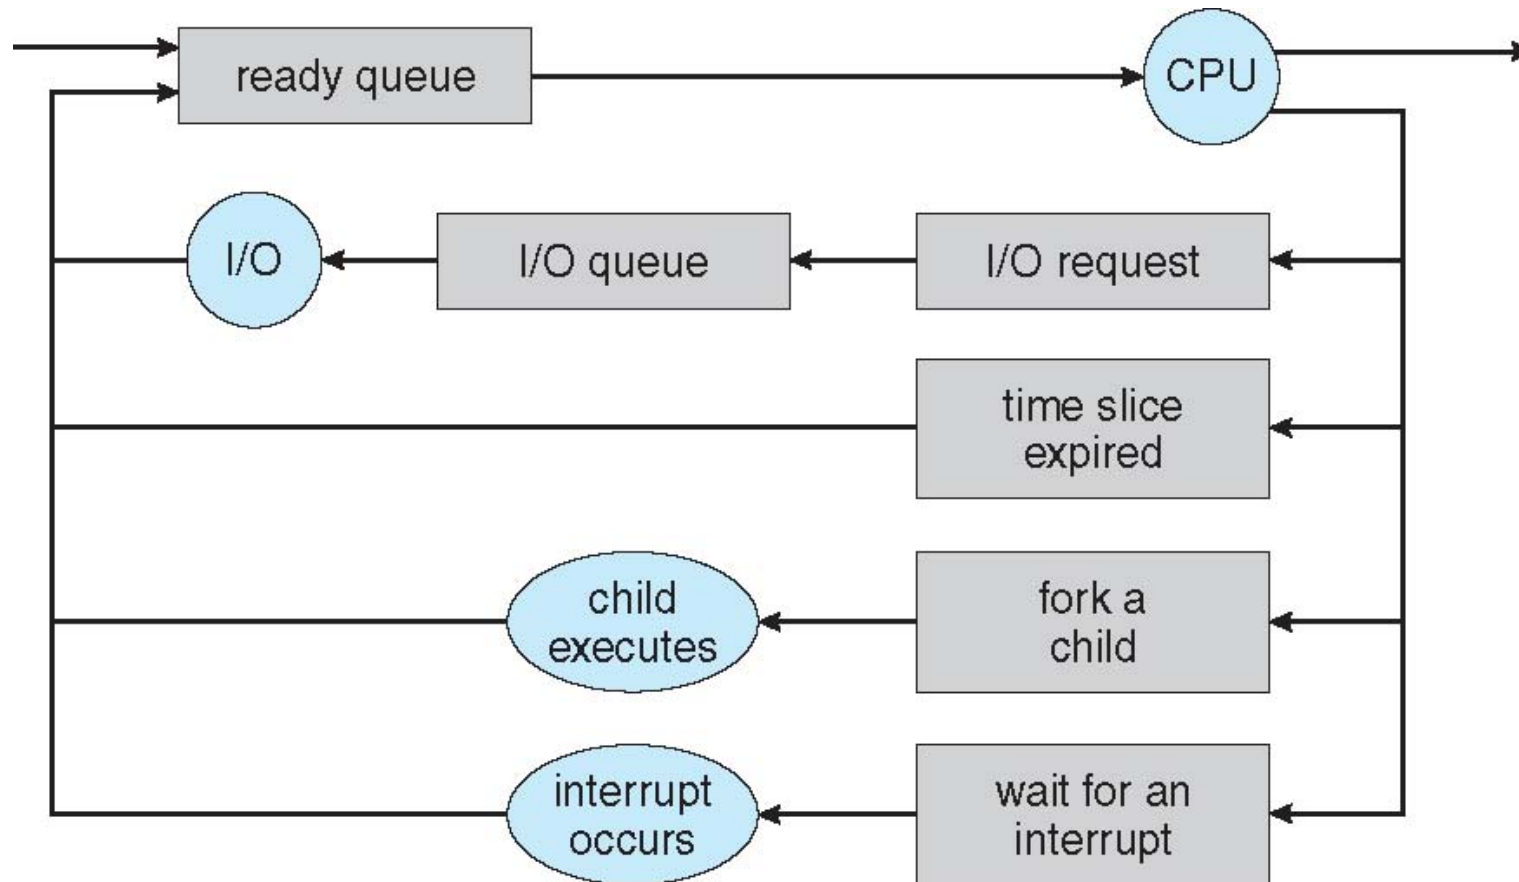 ready queue
CPU
I/O
I/O queue
I/O request
time slice
expired
child
executes
fork a
child
interrupt
occurs
wait for an
interrupt